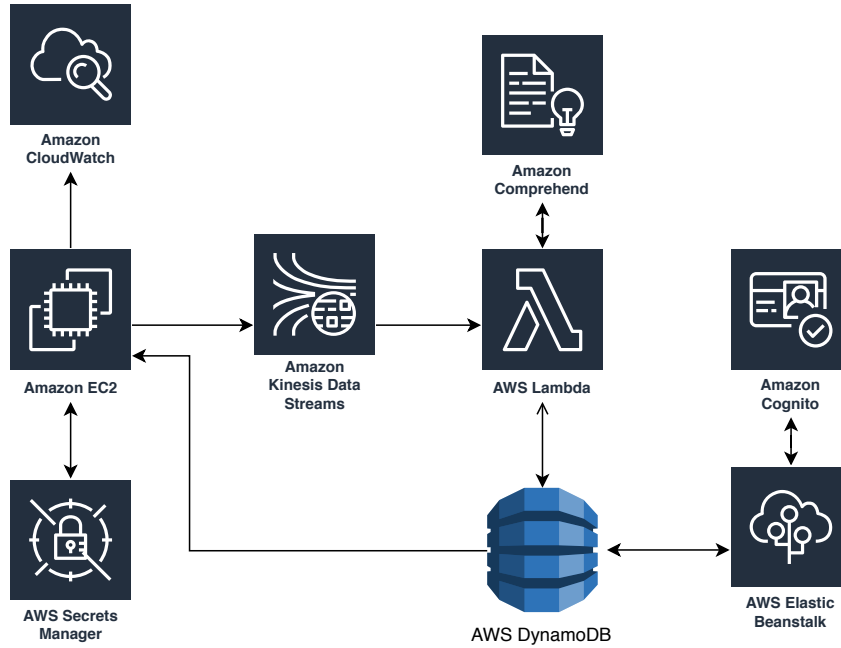 Amazon
CloudWatch
Amazon
Comprehend
Amazon EC2
Amazon
Kinesis Data
Streams
AWS Lambda
Amazon
Cognito
AWS Secrets
Manager
AWS DynamoDB
AWS Elastic
Beanstalk